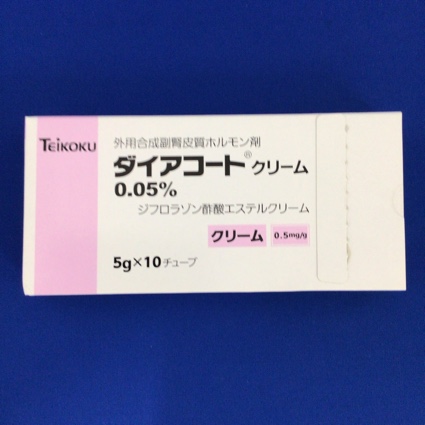 TEIKOKU
外用合成副腎皮質ホルモン剤
ダイアコート®クリーム
0.05%
ジフロラゾン酢酸エステルクリーム
クリーム 0.5mg/g
5g×10チューブ